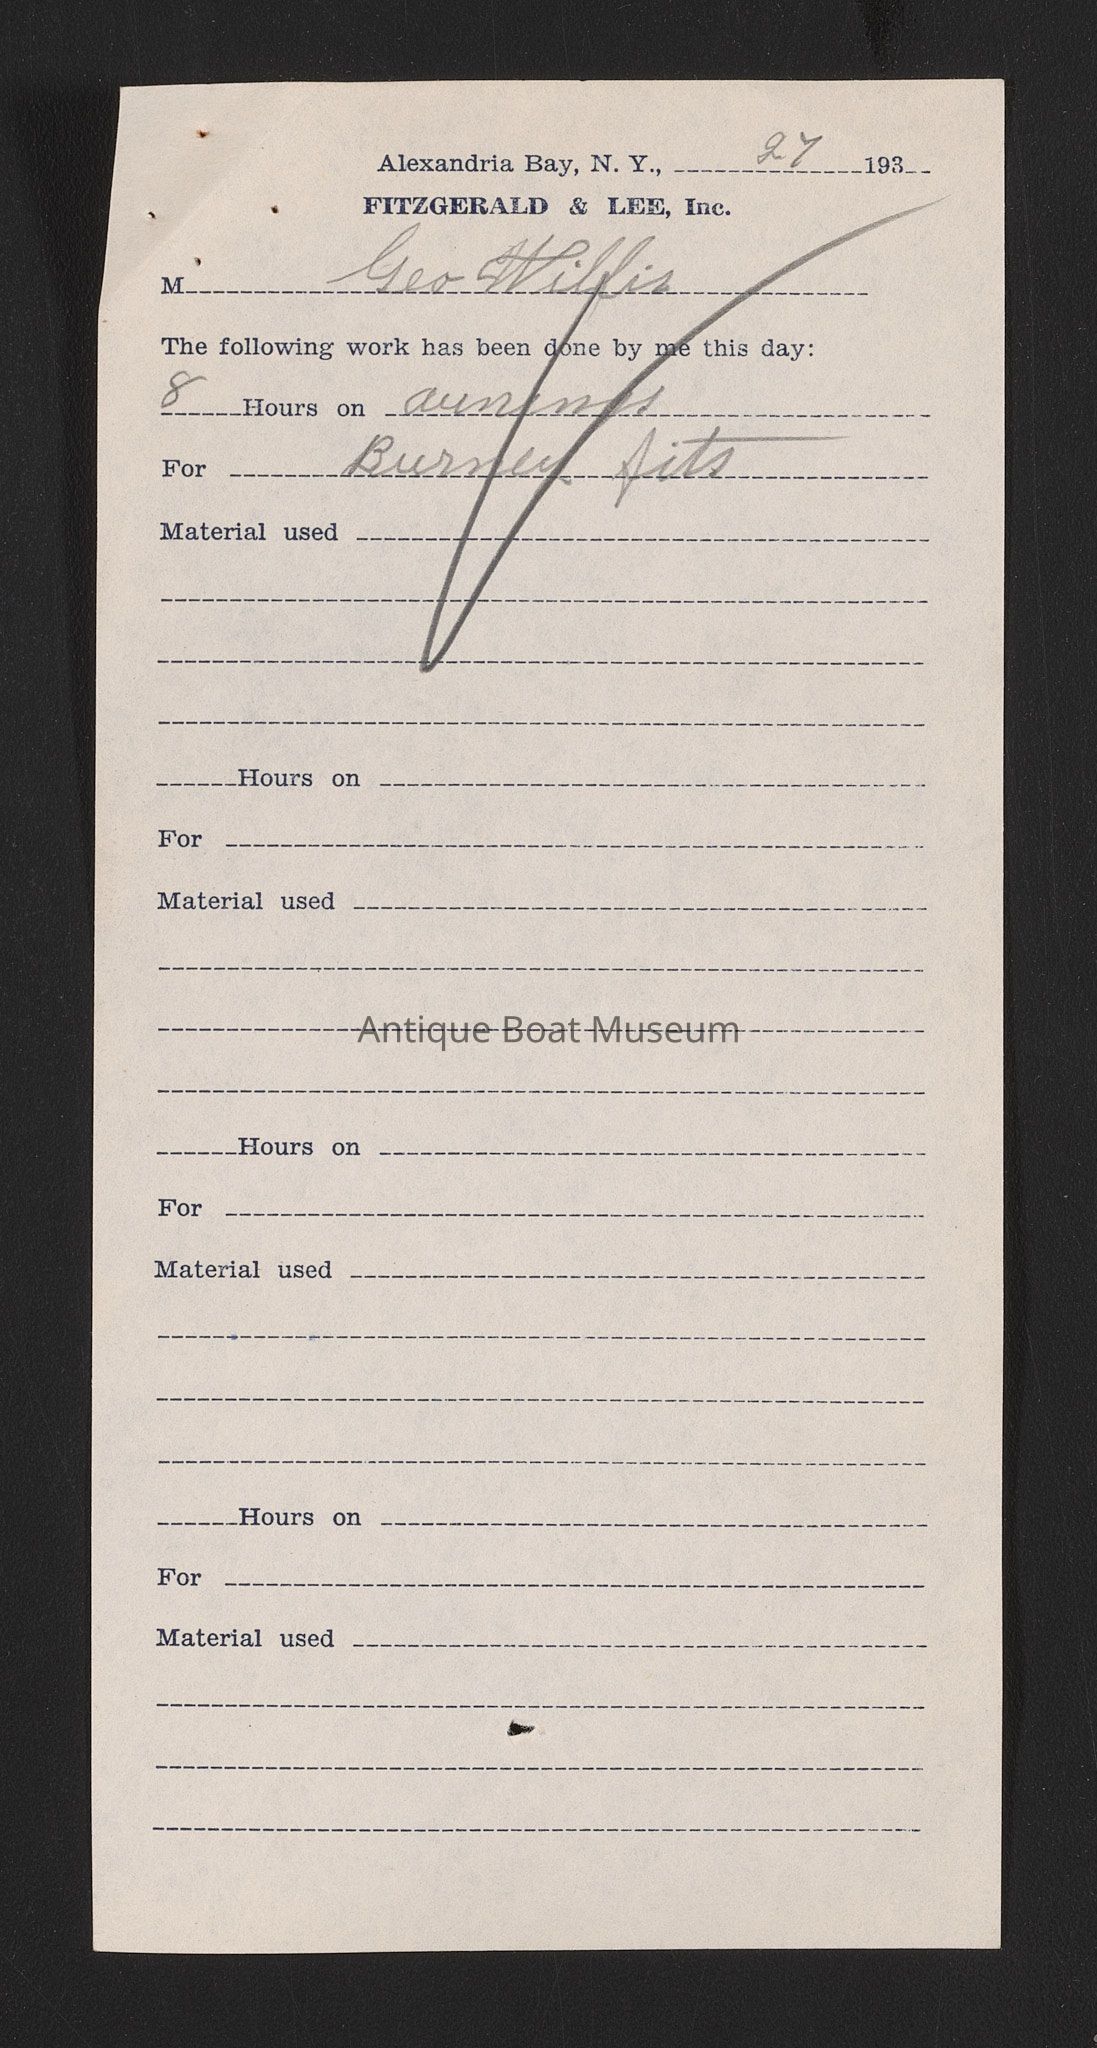 Alexandria Bay, N. Y., 27 193
FITZGERALD & LEE, Inc.
M Geo Willis
The following work has been done by me this day:
8 Hours on awnings
For Burney fits
Material used
Hours on
For
Material used
Antique Boat Museum
Hours on
For
Material used
Hours on
For
Material used